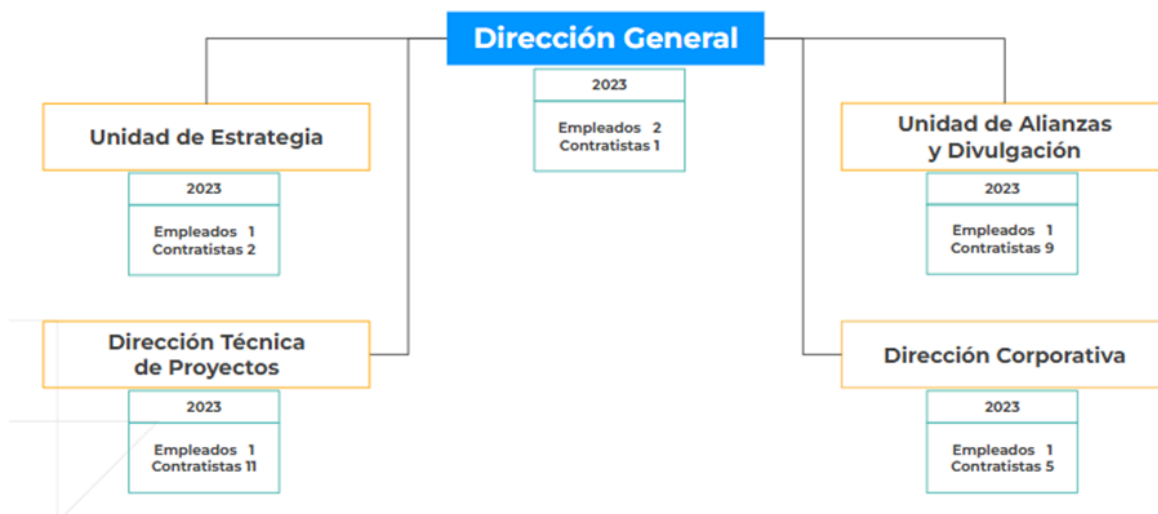 Dirección General
2023
Empleados 2
Contratistas 1
Unidad de Estrategia
2023
Empleados 1
Contratistas 2
Unidad de Alianzas
y Divulgación
2023
Empleados 1
Contratistas 9
Dirección Técnica
de Proyectos
2023
Empleados 1
Contratistas 11
Dirección Corporativa
2023
Empleados 1
Contratistas 5